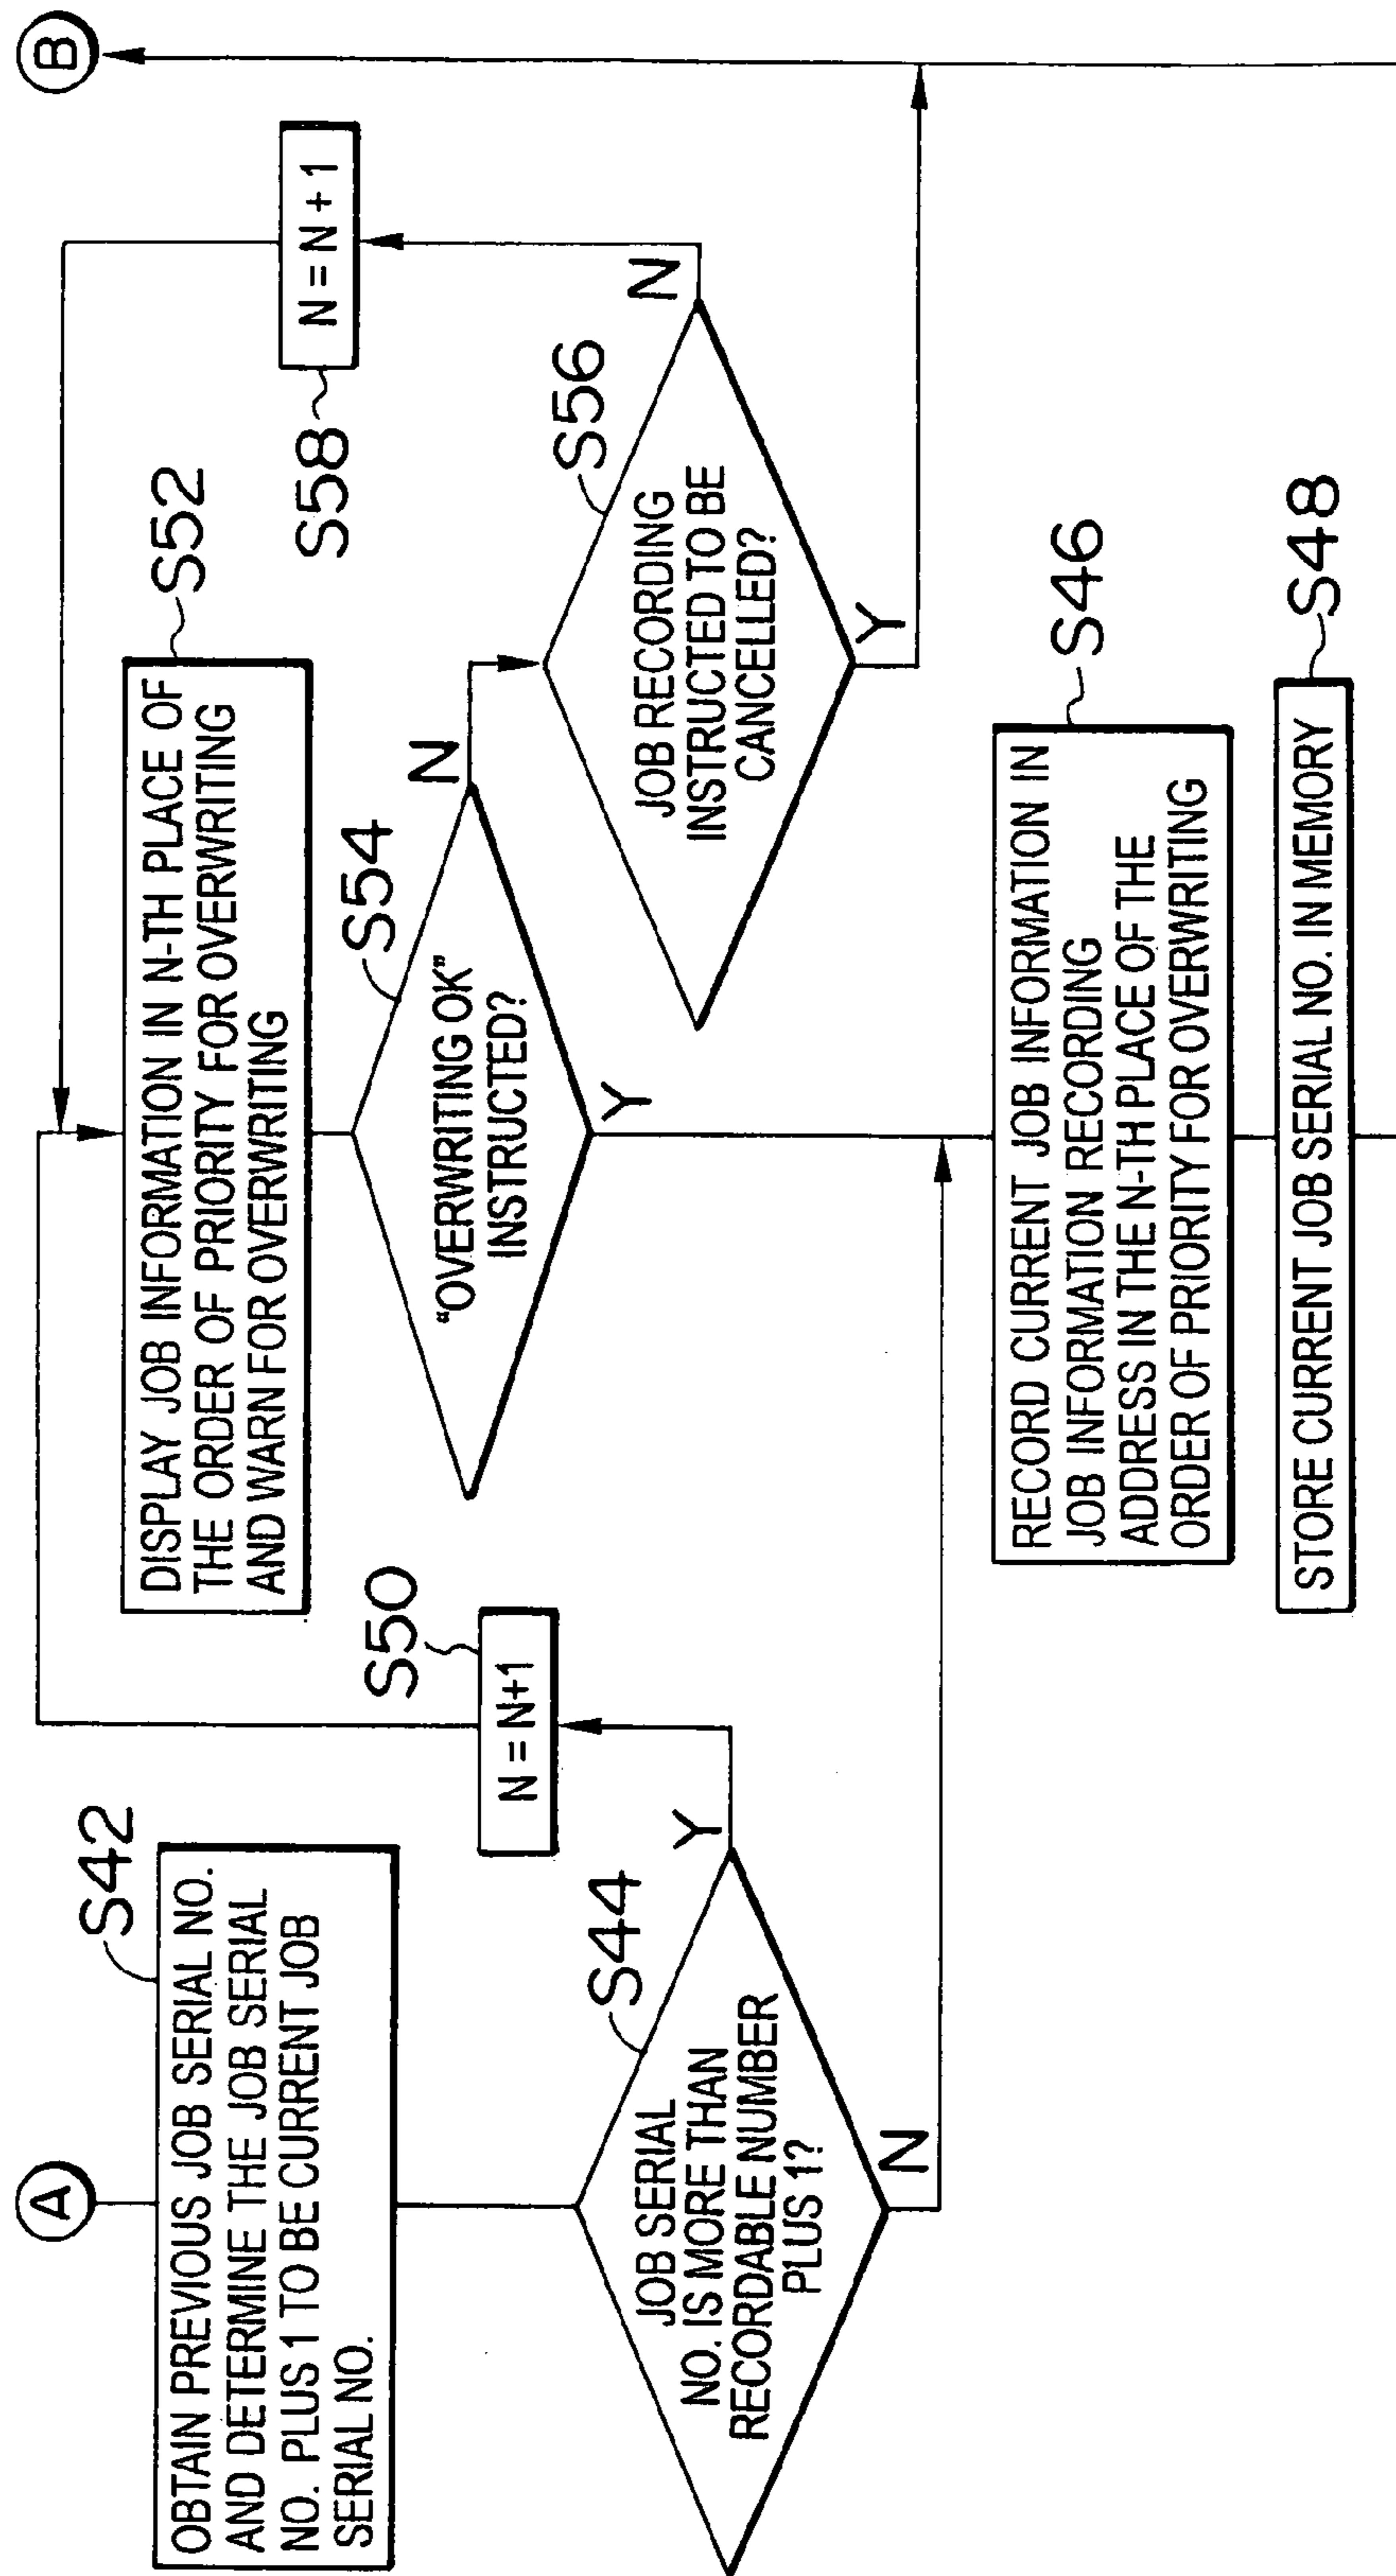 A
S42
OBTAIN PREVIOUS JOB SERIAL NO.
AND DETERMINE THE JOB SERIAL
NO. PLUS 1 TO BE CURRENT JOB
SERIAL NO.
S44
JOB SERIAL
NO. IS MORE THAN
RECORDABLE NUMBER
PLUS 1?
Y
N
S50
N = N+1
S52
DISPLAY JOB INFORMATION IN N-TH PLACE OF
THE ORDER OF PRIORITY FOR OVERWRITING
AND WARN FOR OVERWRITING
S54
“OVERWRITING OK”
INSTRUCTED?
N
Y
S56
JOB RECORDING
INSTRUCTED TO BE
CANCELLED?
N
Y
S58
N = N + 1
S46
RECORD CURRENT JOB INFORMATION IN
JOB INFORMATION RECORDING
ADDRESS IN THE N-TH PLACE OF THE
ORDER OF PRIORITY FOR OVERWRITING
S48
STORE CURRENT JOB SERIAL NO. IN MEMORY
B